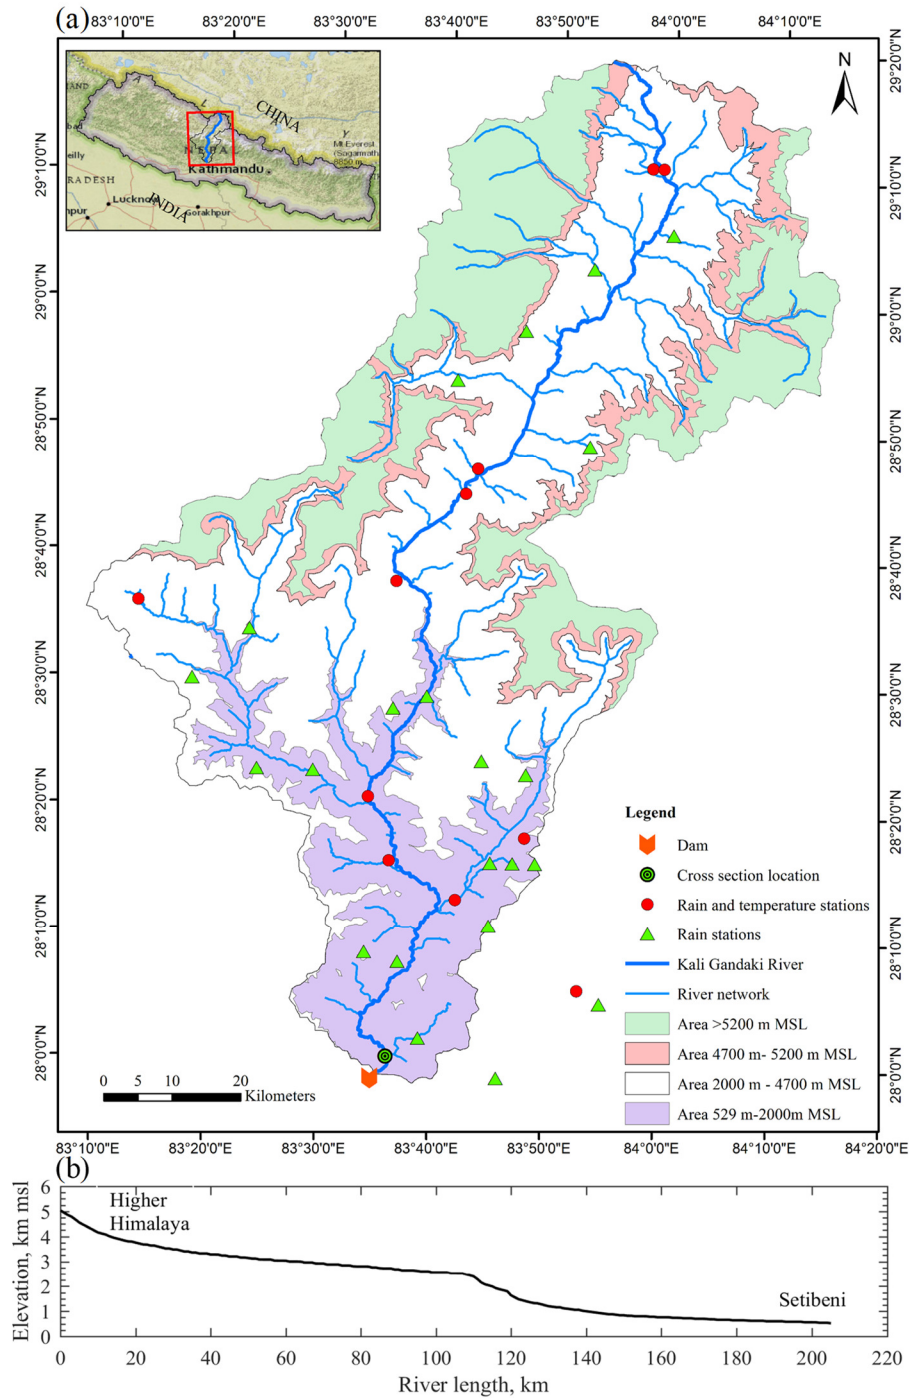 (a)
83°10'0"E 83°20'0"E 83°30'0"E 83°40'0"E 83°50'0"E 84°0'0"E 84°10'0"E
N
CHINA
Mt Everest
(Sagarmath
8850 m
NEPAL
Kathmandu
RADESH
Lucknow
INDIA
Gorakhpur
29°10'0"N
29°0'0"N
28°50'0"N
28°40'0"N
28°30'0"N
28°20'0"N
28°10'0"N
28°0'0"N
29°20'0"N
29°10'0"N
29°0'0"N
28°50'0"N
28°40'0"N
28°30'0"N
28°20'0"N
28°10'0"N
28°0'0"N
Legend
Dam
Cross section location
Rain and temperature stations
Rain stations
Kali Gandaki River
River network
Area >5200 m MSL
Area 4700 m- 5200 m MSL
Area 2000 m - 4700 m MSL
Area 529 m-2000m MSL
0 5 10 20
Kilometers
83°10'0"E 83°20'0"E 83°30'0"E 83°40'0"E 83°50'0"E 84°0'0"E 84°10'0"E 84°20'0"E
(b)
Elevation, km msl
6
5
4
3
2
1
0
Higher
Himalaya
Setibeni
0 20 40 60 80 100 120 140 160 180 200 220
River length, km